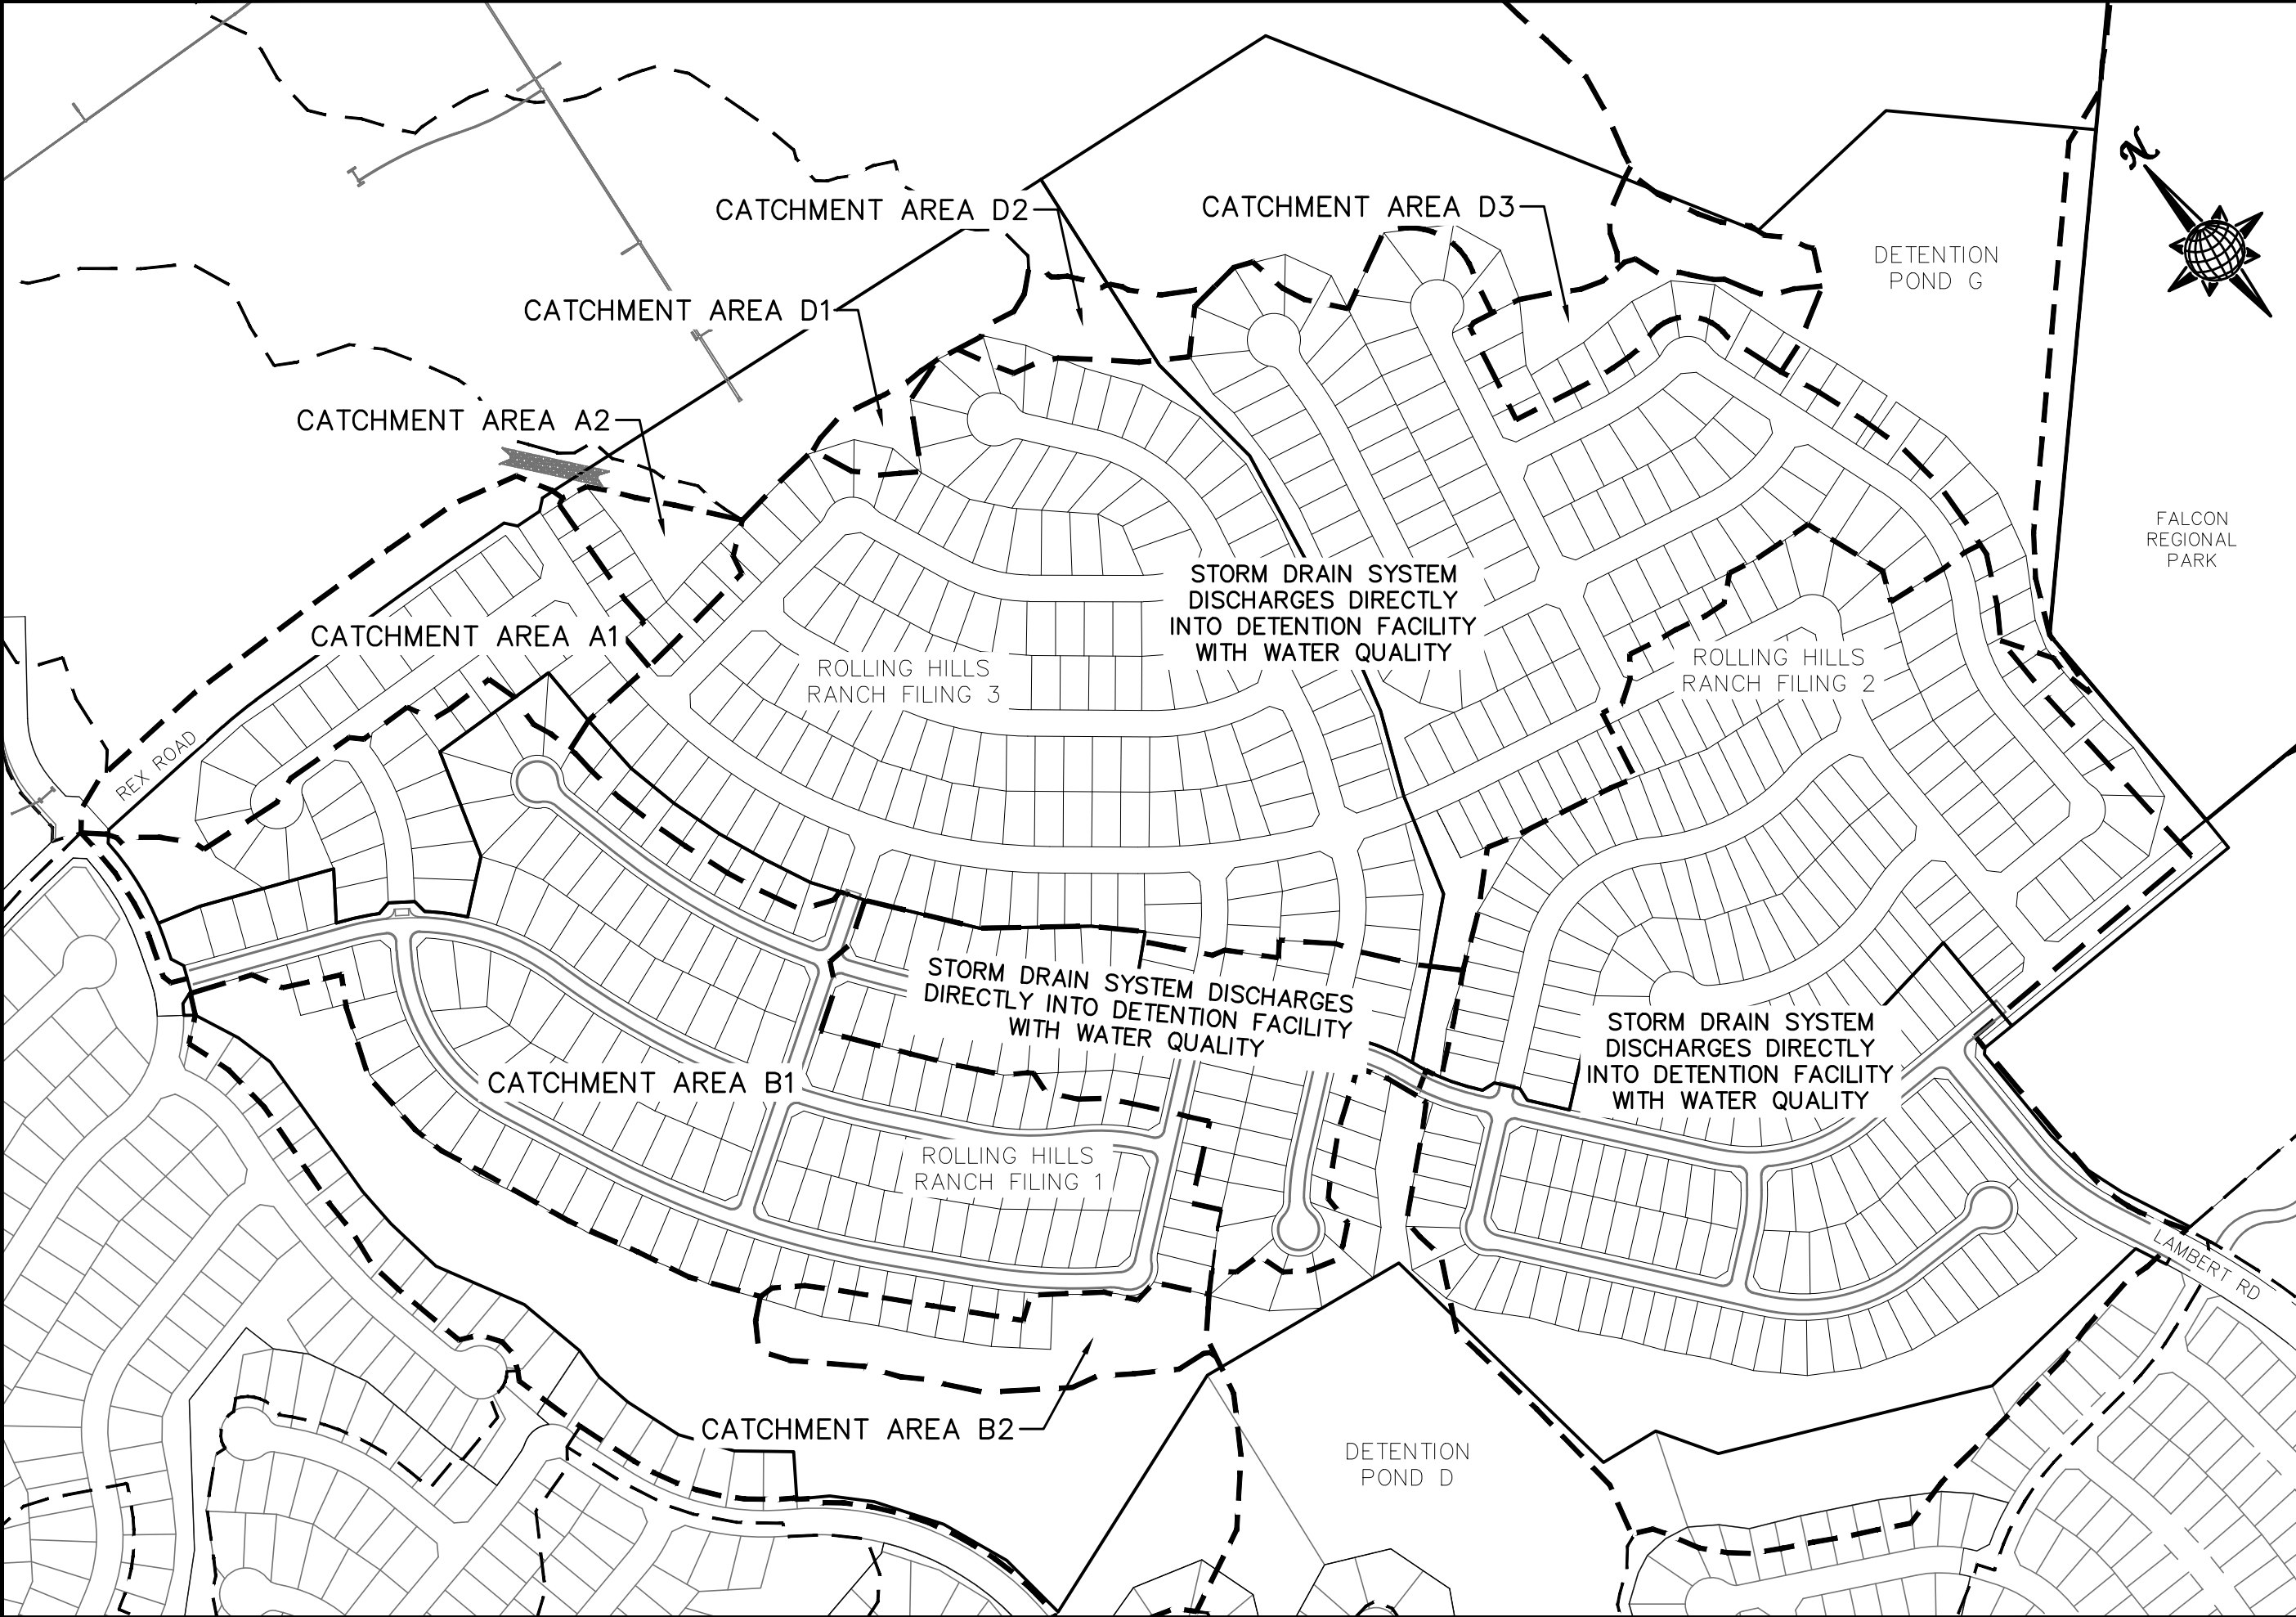 N
CATCHMENT AREA D2
CATCHMENT AREA D3
DETENTION
POND G
CATCHMENT AREA D1
CATCHMENT AREA A2
FALCON
REGIONAL
PARK
STORM DRAIN SYSTEM
DISCHARGES DIRECTLY
INTO DETENTION FACILITY
WITH WATER QUALITY
CATCHMENT AREA A1
ROLLING HILLS
RANCH FILING 3
ROLLING HILLS
RANCH FILING 2
REX ROAD
STORM DRAIN SYSTEM DISCHARGES
DIRECTLY INTO DETENTION FACILITY
WITH WATER QUALITY
STORM DRAIN SYSTEM
DISCHARGES DIRECTLY
INTO DETENTION FACILITY
WITH WATER QUALITY
CATCHMENT AREA B1
ROLLING HILLS
RANCH FILING 1
LAMBERT RD
CATCHMENT AREA B2
DETENTION
POND D